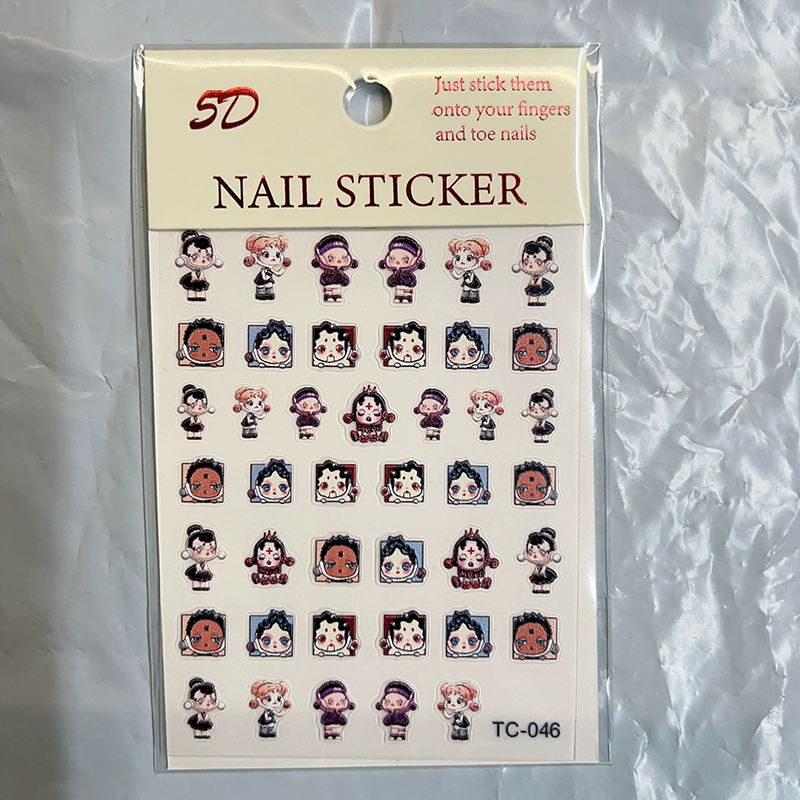 5D
Just stick them
onto your fingers
and toe nails
NAIL STICKER
TC-046